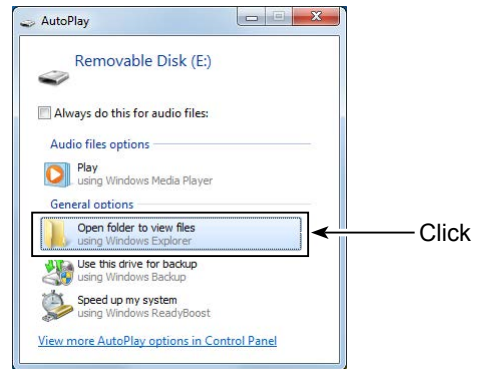 AutoPlay
Removable Disk (E:)
Always do this for audio files:
Audio files options
Play
using Windows Media Player
General options
Open folder to view files
using Windows Explorer
Click
Use this drive for backup
using Windows Backup
Speed up my system
using Windows ReadyBoost
View more AutoPlay options in Control Panel